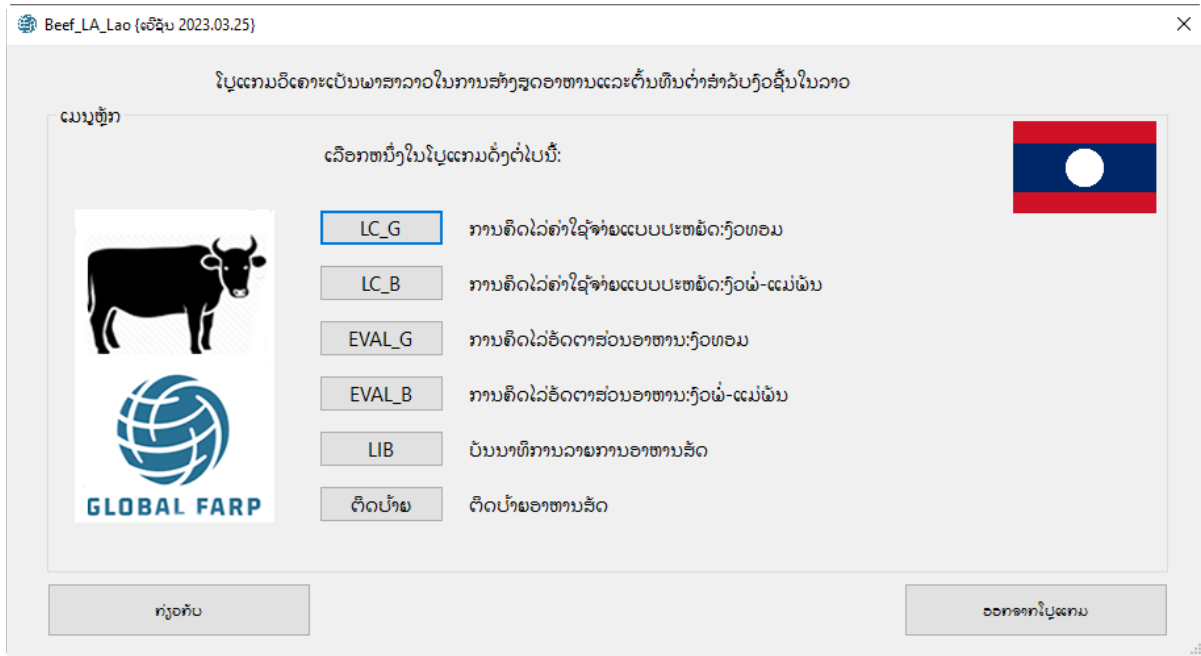 Beef_LA_Lao {ເວີຊັນ 2023.03.25}
ໂປຼແກມວິເຄາະເປັນພາສາລາວໃນການສ້າງສູດອາຫານແລະຕົ້ນທຶນຕ່ຳສຳລັບງົວຊີ້ນໃນລາວ
ເມນູຫຼັກ
ເລືອກຫນຶ່ງໃນໂປຼແກມດັ່ງຕໍ່ໄປນີ້:
LC_G ການຄິດໄລ່ຄ່າໃຊ້ຈ່າຍແບບປະຫຍັດ:ງົວທອມ
LC_B ການຄິດໄລ່ຄ່າໃຊ້ຈ່າຍແບບປະຫຍັດ:ງົວພໍ່-ແມ່ພັນ
EVAL_G ການຄິດໄລ່ອັດຕາສ່ວນອາຫານ:ງົວທອມ
EVAL_B ການຄິດໄລ່ອັດຕາສ່ວນອາຫານ:ງົວພໍ່-ແມ່ພັນ
LIB ບັນນາທິການລາຍການອາຫານສັດ
ຕິດປ້າຍ ຕິດປ້າຍອາຫານສັດ
GLOBAL FARP
ກ່ຽວກັບ
ອອກຈາກໂປຼແກມ